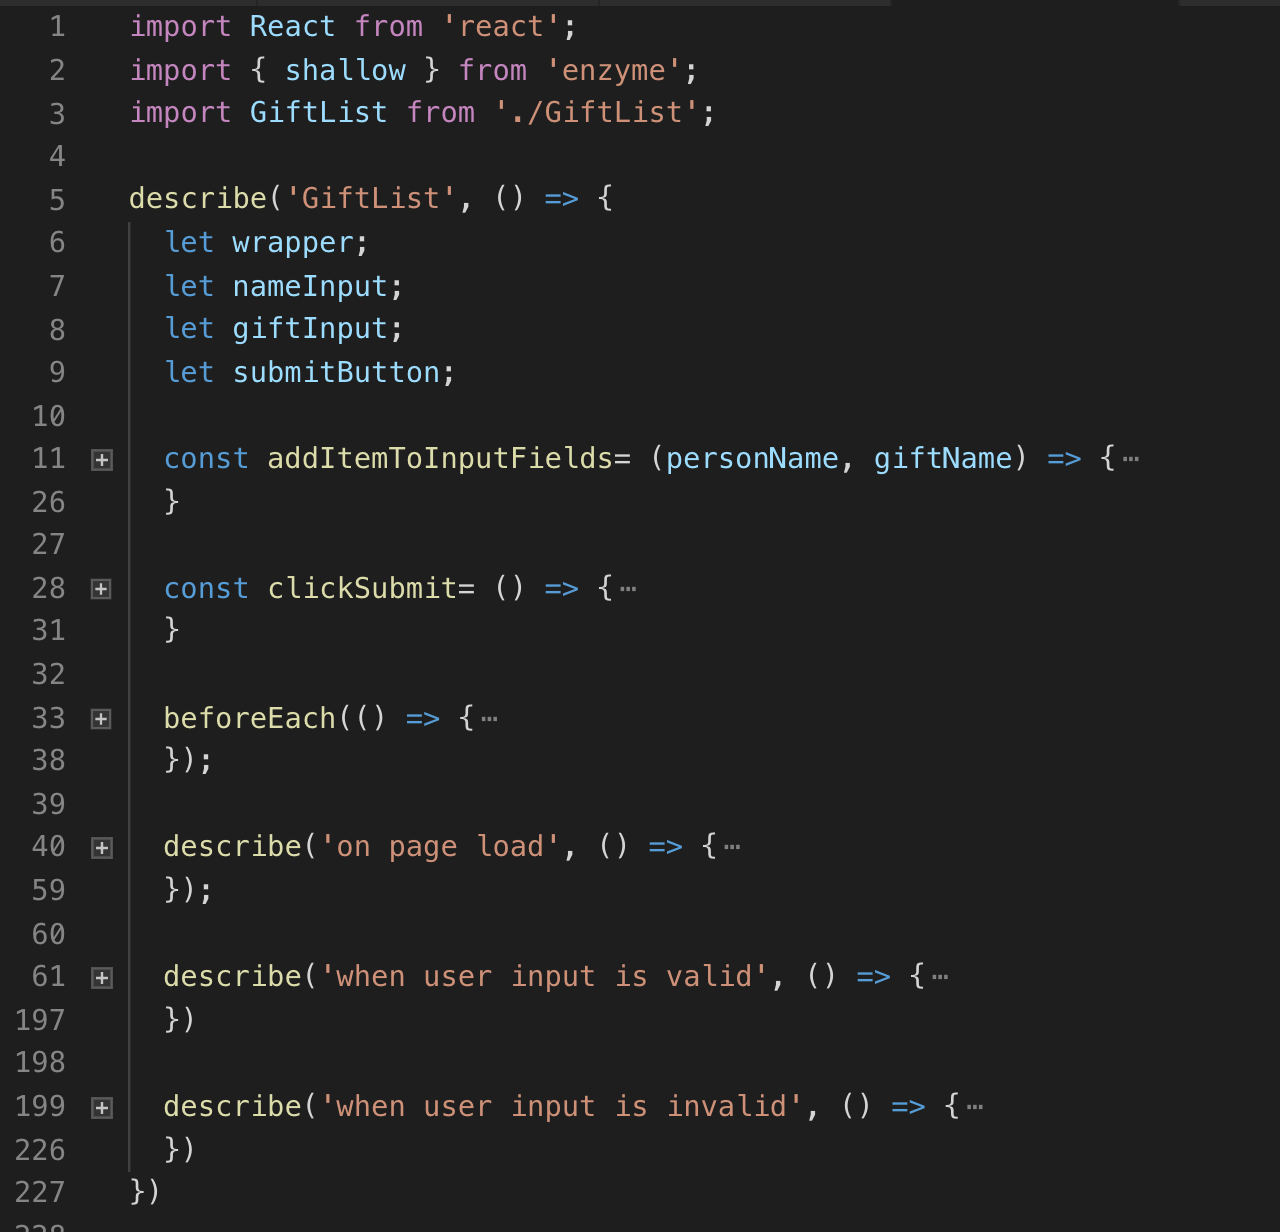 1 import React from 'react';
2 import { shallow } from 'enzyme';
3 import GiftList from './GiftList';
4
5 describe('GiftList', () => {
6 let wrapper;
7 let nameInput;
8 let giftInput;
9 let submitButton;
10
11 const addItemToInputFields= (personName, giftName) => {…
26 }
27
28 const clickSubmit= () => {…
31 }
32
33 beforeEach(() => {…
38 });
39
40 describe('on page load', () => {…
59 });
60
61 describe('when user input is valid', () => {…
197 })
198
199 describe('when user input is invalid', () => {…
226 })
227 })